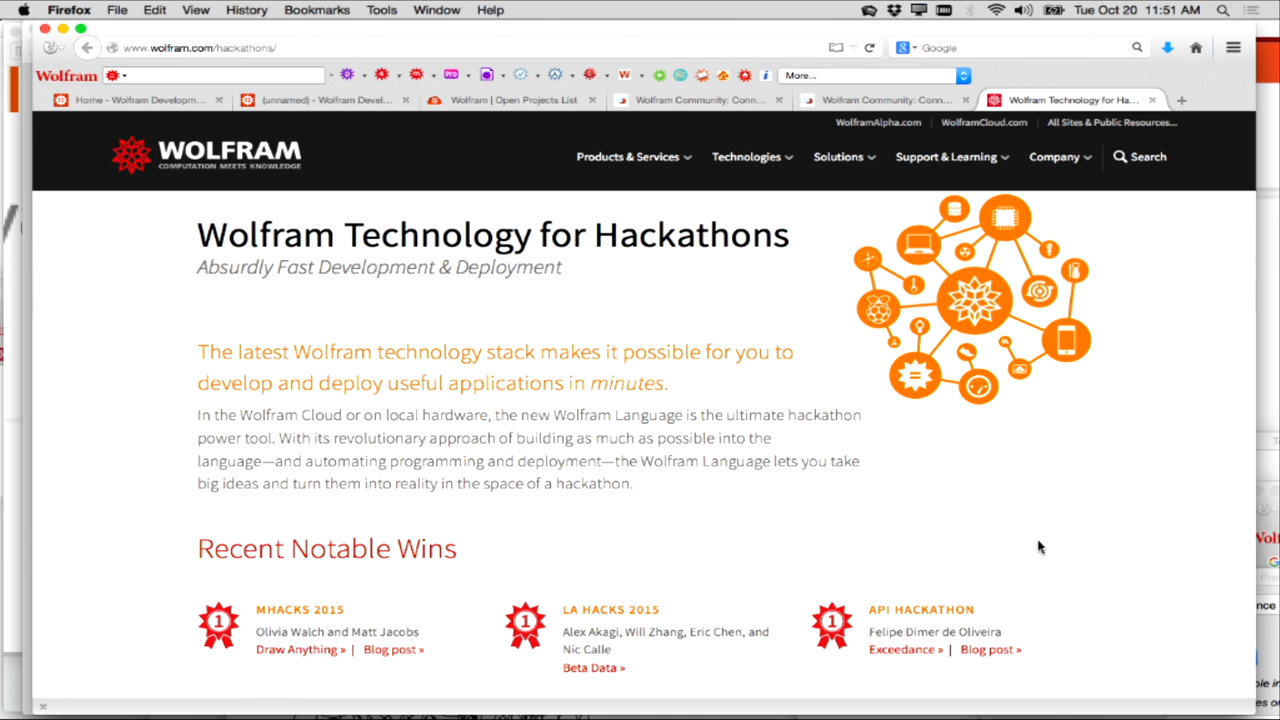 Firefox File Edit View History Bookmarks Tools Window Help Tue Oct 20 11:51 AM
www.wolfram.com/hackathons/ Google
Wolfram More...
Home - Wolfram Developm... (unnamed) - Wolfram Devel... Wolfram | Open Projects List Wolfram Community: Conn... Wolfram Community: Conn... Wolfram Technology for Ha...
WolframAlpha.com WolframCloud.com All Sites & Public Resources...
WOLFRAM
COMPUTATION MEETS KNOWLEDGE
Products & Services Technologies Solutions Support & Learning Company Search
Wolfram Technology for Hackathons
Absurdly Fast Development & Deployment
The latest Wolfram technology stack makes it possible for you to
develop and deploy useful applications in minutes.
In the Wolfram Cloud or on local hardware, the new Wolfram Language is the ultimate hackathon
power tool. With its revolutionary approach of building as much as possible into the
language—and automating programming and deployment—the Wolfram Language lets you take
big ideas and turn them into reality in the space of a hackathon.
Recent Notable Wins
1 MHACKS 2015
Olivia Walch and Matt Jacobs
Draw Anything » | Blog post »
1 LA HACKS 2015
Alex Akagi, Will Zhang, Eric Chen, and
Nic Calle
Beta Data »
1 API HACKATHON
Felipe Dimer de Oliveira
Exceedance » | Blog post »